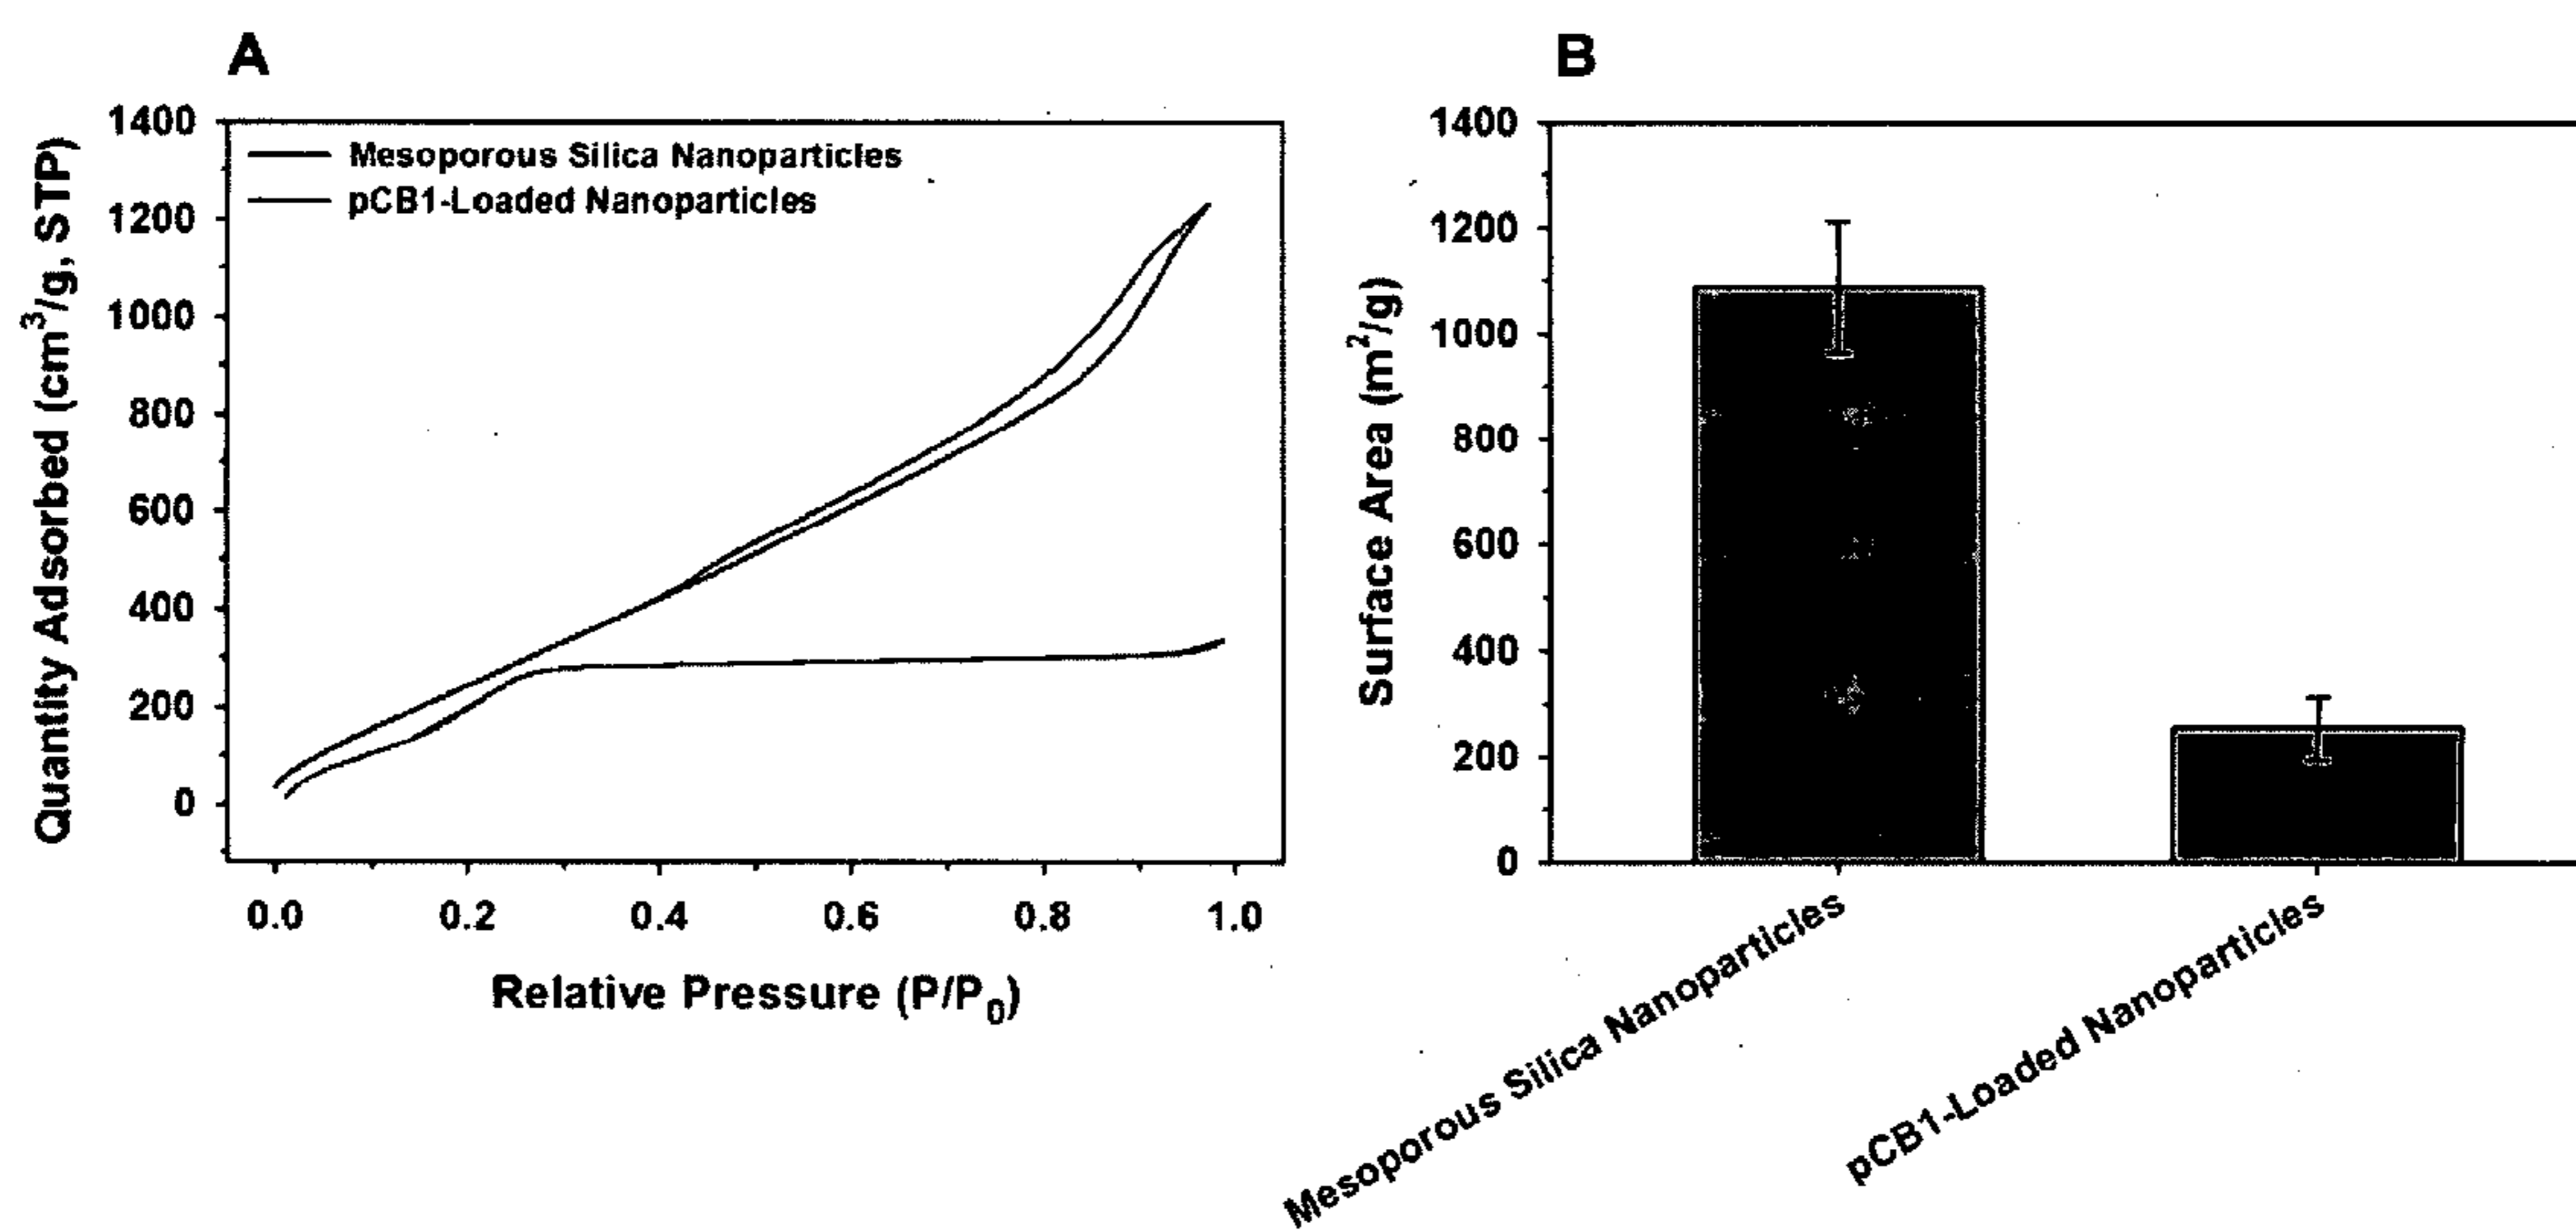 A
Quantity Adsorbed (cm³/g, STP)
1400
1200
1000
800
600
400
200
0
Mesoporous Silica Nanoparticles
pCB1-Loaded Nanoparticles
0.0 0.2 0.4 0.6 0.8 1.0
Relative Pressure (P/P₀)
B
Surface Area (m²/g)
1400
1200
1000
800
600
400
200
0
Mesoporous Silica Nanoparticles
pCB1-Loaded Nanoparticles